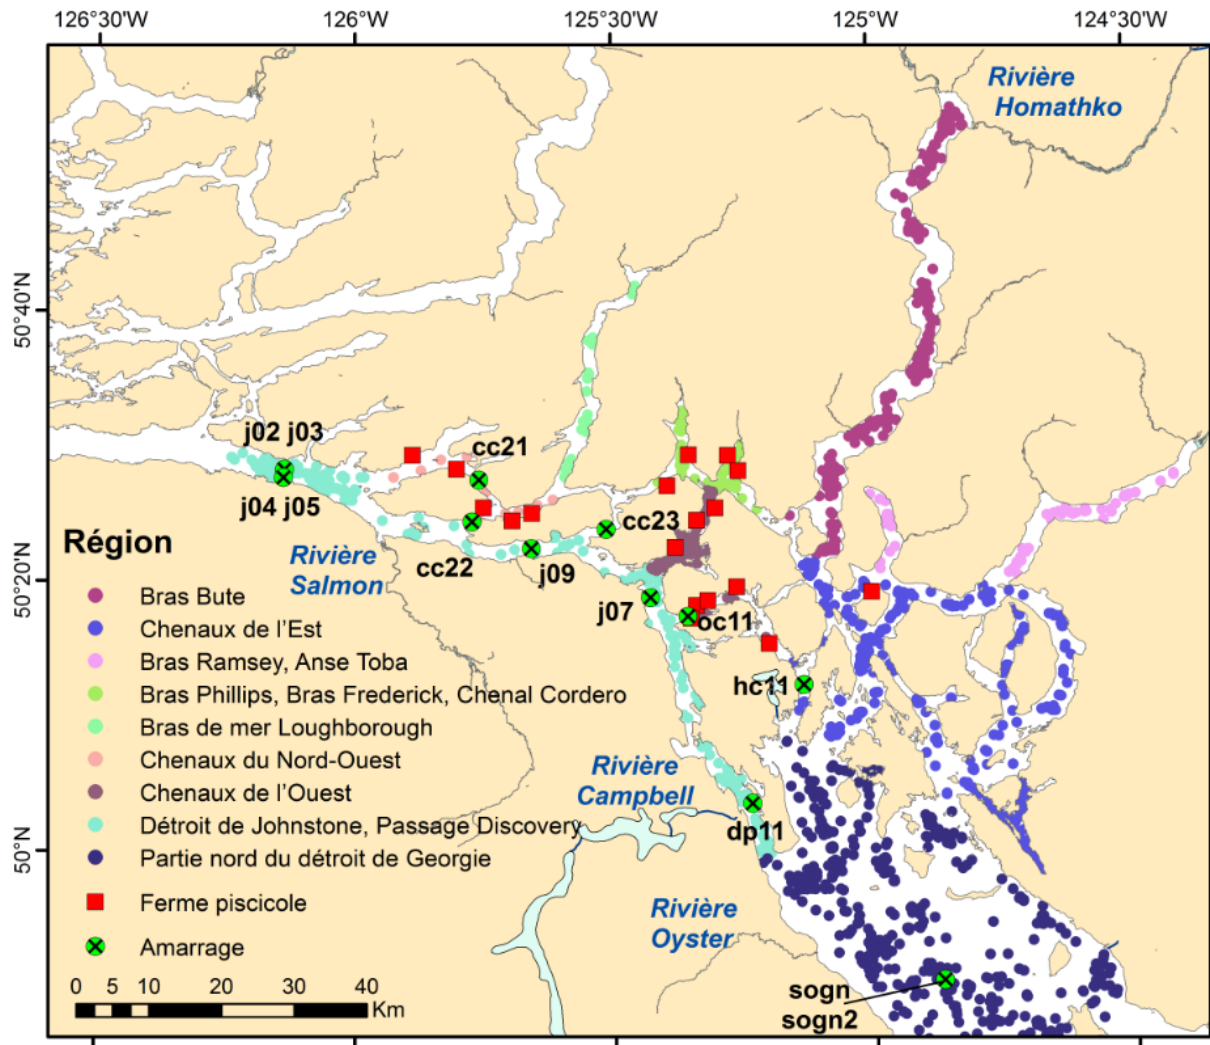 126°30'W 126°W 125°30'W 125°W 124°30'W
Rivière
Homathko
50°40'N
j02 j03
cc21
j04 j05
cc23
Région
Rivière
Salmon
cc22
j09
50°20'N
j07
oc11
Bras Bute
Chenaux de l'Est
Bras Ramsey, Anse Toba
hc11
Bras Phillips, Bras Frederick, Chenal Cordero
Bras de mer Loughborough
Chenaux du Nord-Ouest
Rivière
Campbell
Chenaux de l'Ouest
Détroit de Johnstone, Passage Discovery
dp11
Partie nord du détroit de Georgie
50°N
Ferme piscicole
Rivière
Oyster
Amarrage
0 5 10 20 30 40
Km
sogn
sogn2